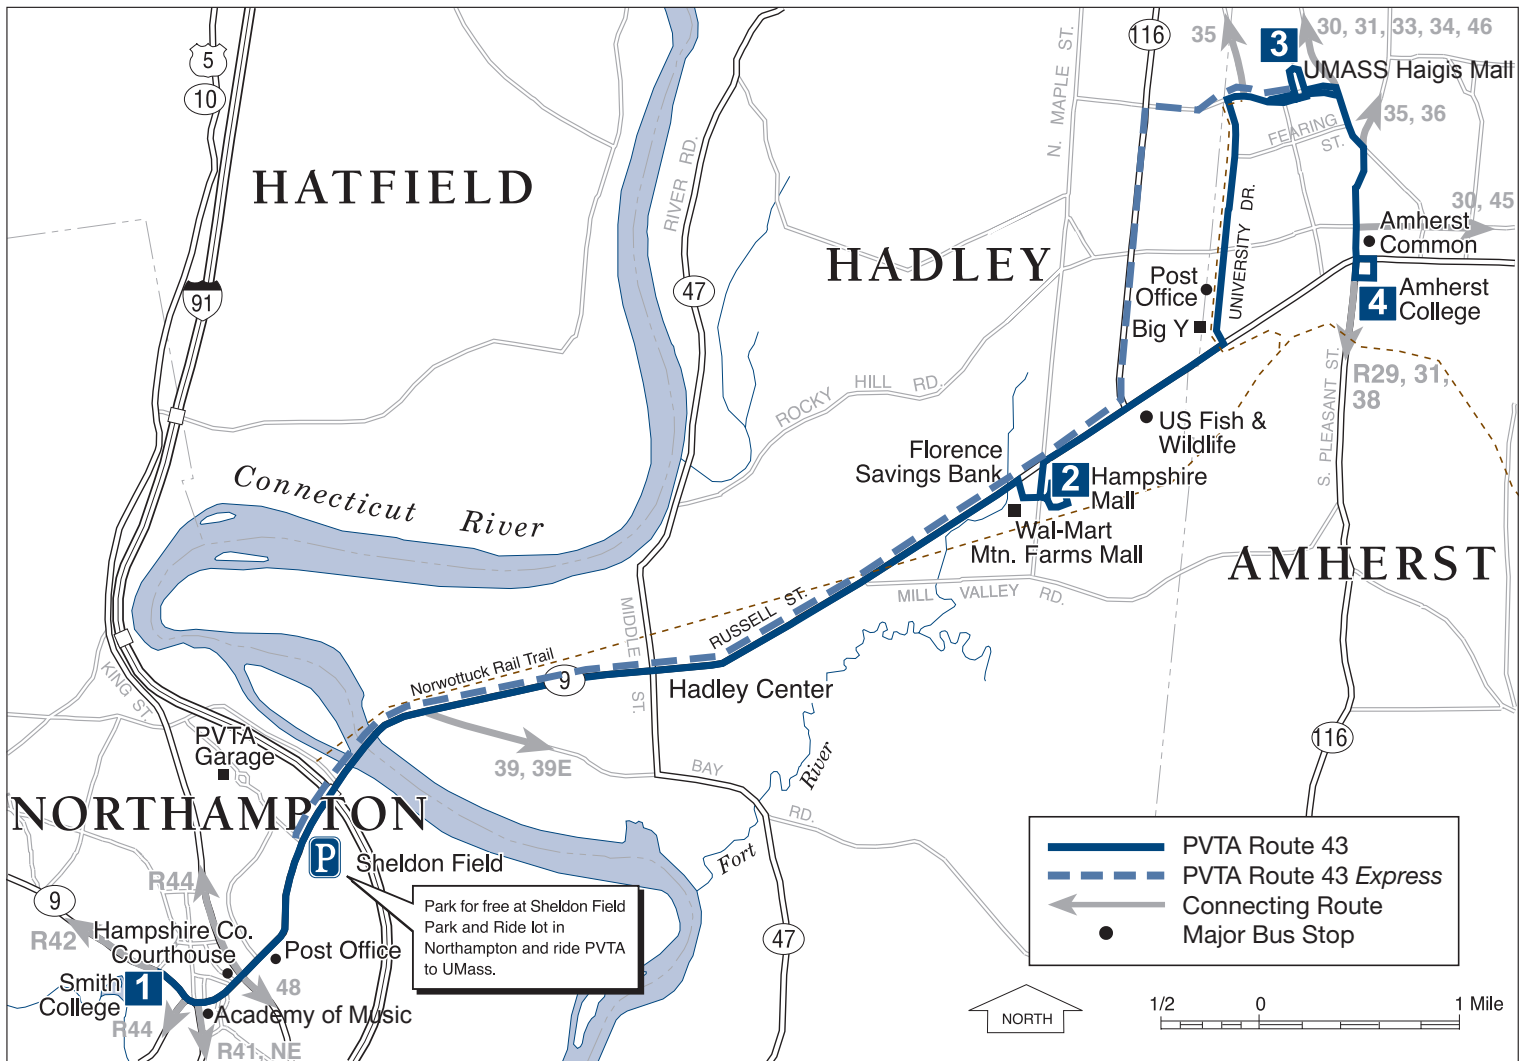 5
10
91
HATFIELD
RIVER RD.
47
N. MAPLE ST.
116
35
3
30, 31, 33, 34, 46
UMASS Haigis Mall
35, 36
FEARING
ST.
30, 45
Amherst
Common
HADLEY
Post
Office
UNIVERSITY DR.
Big Y
4
Amherst
College
R29, 31,
38
S. PLEASANT ST.
ROCKY HILL RD.
US Fish &
Wildlife
Florence
Savings Bank
2
Hampshire
Mall
Wal-Mart
Mtn. Farms Mall
Connecticut River
AMHERST
MILL VALLEY RD.
RUSSELL ST.
MIDDLE ST.
Norwottuck Rail Trail
9
Hadley Center
KING ST.
PVTA
Garage
39, 39E
BAY
RD.
Fort
River
116
NORTHAMPTON
P
Sheldon Field
Park for free at Sheldon Field
Park and Ride lot in
Northampton and ride PVTA
to UMass.
R44
9
R42
Hampshire Co.
Courthouse
Post Office
48
Smith
College
1
Academy of Music
R44
R41, NE
47
PVTA Route 43
PVTA Route 43 Express
Connecting Route
Major Bus Stop
NORTH
1/2 0 1 Mile